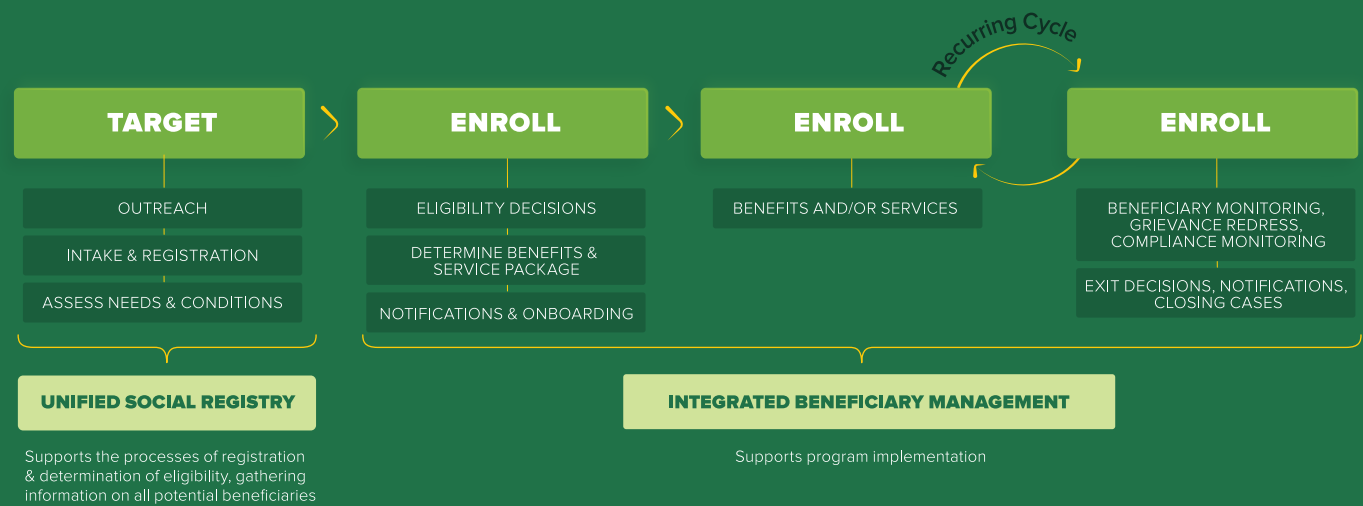 Recurring Cycle
TARGET
ENROLL
ENROLL
ENROLL
OUTREACH
INTAKE & REGISTRATION
ASSESS NEEDS & CONDITIONS
ELIGIBILITY DECISIONS
DETERMINE BENEFITS &
SERVICE PACKAGE
NOTIFICATIONS & ONBOARDING
BENEFITS AND/OR SERVICES
BENEFICIARY MONITORING,
GRIEVANCE REDRESS,
COMPLIANCE MONITORING
EXIT DECISIONS, NOTIFICATIONS,
CLOSING CASES
UNIFIED SOCIAL REGISTRY
Supports the processes of registration
& determination of eligibility, gathering
information on all potential beneficiaries
INTEGRATED BENEFICIARY MANAGEMENT
Supports program implementation